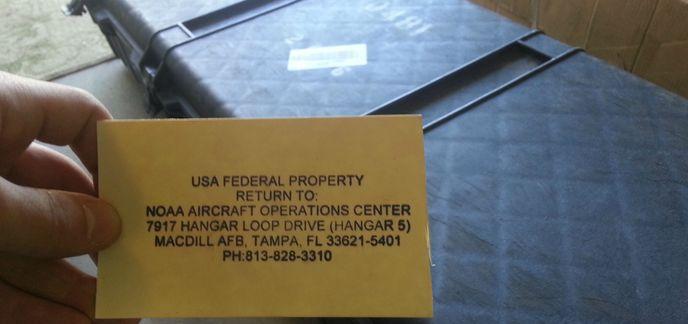 USA FEDERAL PROPERTY
RETURN TO:
NOAA AIRCRAFT OPERATIONS CENTER
7917 HANGAR LOOP DRIVE (HANGAR 5)
MACDILL AFB, TAMPA, FL 33621-5401
PH:813-828-3310